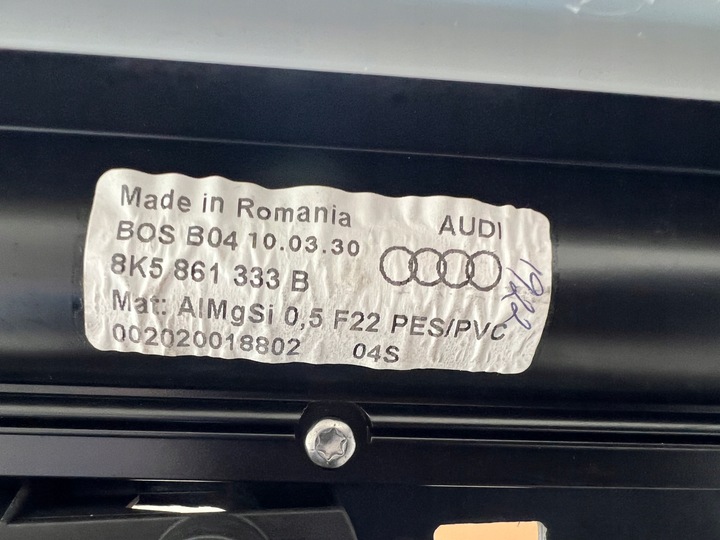 Made in Romania
AUDI
BOS B04 10.03.30
8K5 861 333 B
Mat: AlMgSi 0,5 F22 PES/PVC
002020018802 04S